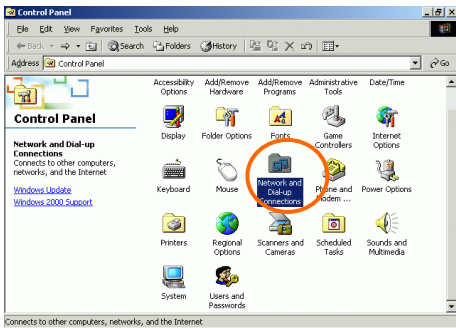 Control Panel
File Edit View Favorites Tools Help
Back Search Folders History
Address Control Panel Go
Accessibility Options
Add/Remove Hardware
Add/Remove Programs
Administrative Tools
Date/Time
Control Panel
Network and Dial-up
Connections
Connects to other computers,
networks, and the Internet
Windows Update
Windows 2000 Support
Display
Folder Options
Fonts
Game
Controllers
Internet
Options
Keyboard
Mouse
Network and
Dial-up
Connections
Phone and
Modem ...
Power Options
Printers
Regional
Options
Scanners and
Cameras
Scheduled
Tasks
Sounds and
Multimedia
System
Users and
Passwords
Connects to other computers, networks, and the Internet